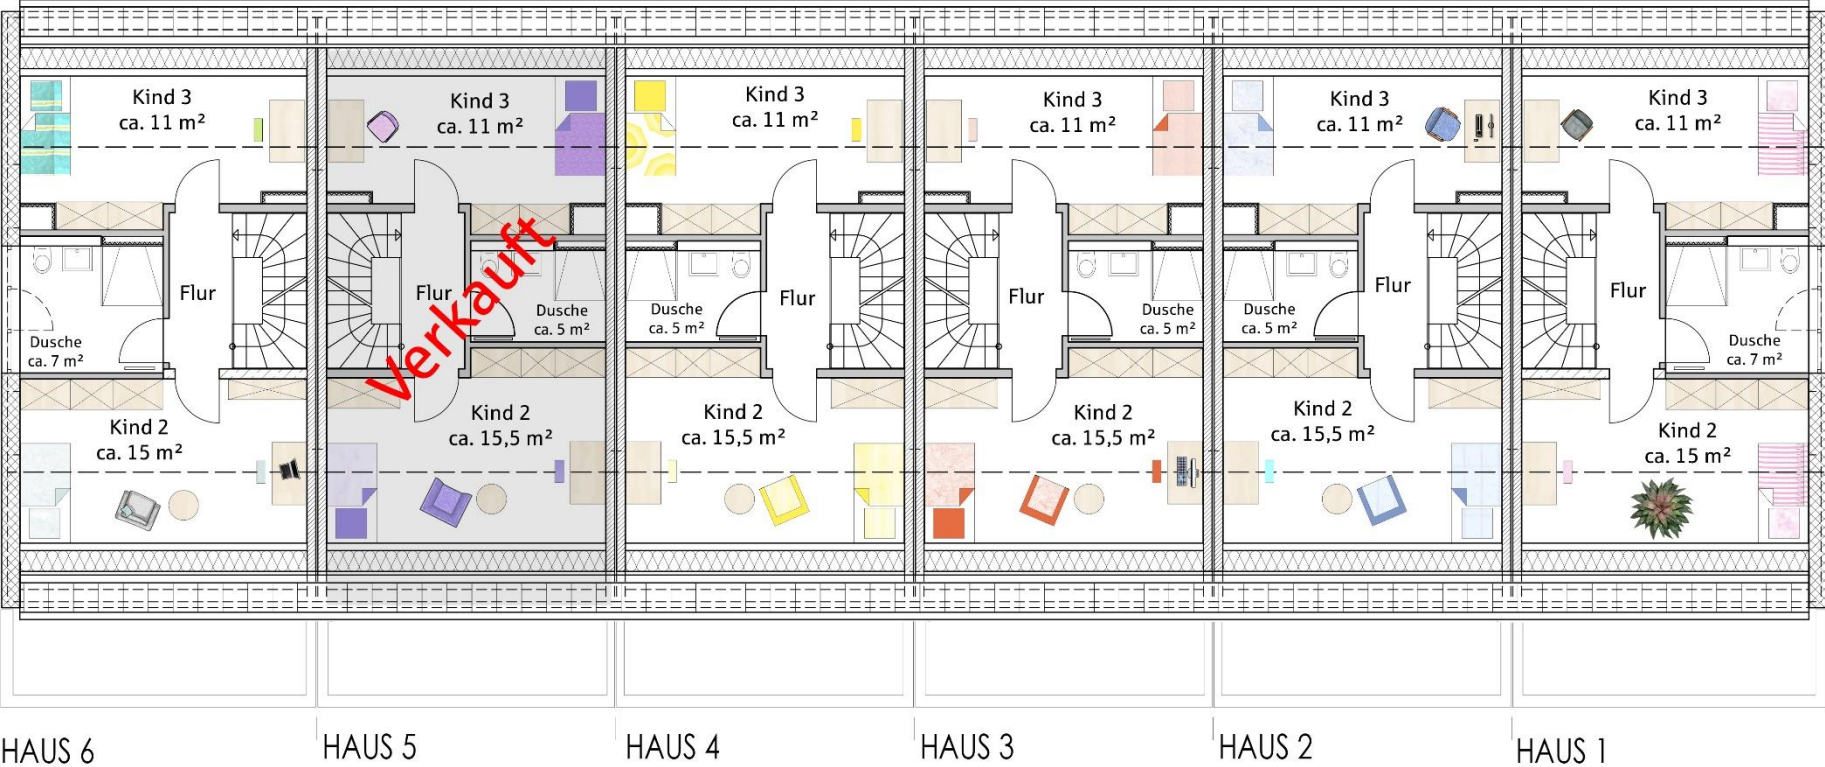 Kind 3
ca. 11 m²
Kind 3
ca. 11 m²
Kind 3
ca. 11 m²
Kind 3
ca. 11 m²
Kind 3
ca. 11 m²
Kind 3
ca. 11 m²
Flur
Dusche
ca. 7 m²
Flur
Dusche
ca. 5 m²
Verkauft
Dusche
ca. 5 m²
Flur
Flur
Dusche
ca. 5 m²
Dusche
ca. 5 m²
Flur
Flur
Dusche
ca. 7 m²
Kind 2
ca. 15 m²
Kind 2
ca. 15,5 m²
Kind 2
ca. 15,5 m²
Kind 2
ca. 15,5 m²
Kind 2
ca. 15,5 m²
Kind 2
ca. 15 m²
HAUS 6
HAUS 5
HAUS 4
HAUS 3
HAUS 2
HAUS 1